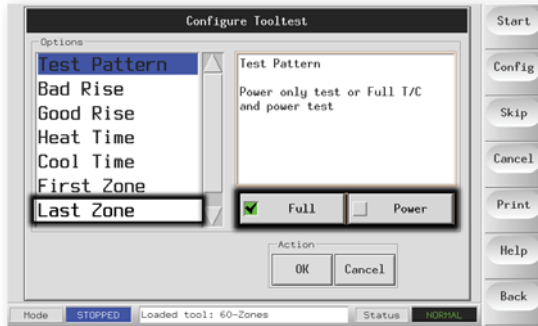 Configure Tooltest
Start
Options
Test Pattern
Bad Rise
Good Rise
Heat Time
Cool Time
First Zone
Last Zone
Test Pattern
Power only test or Full T/C
and power test
Full
Power
Action
OK
Cancel
Config
Skip
Cancel
Print
Help
Back
Mode
STOPPED
Loaded tool: 60-Zones
Status
NORMAL